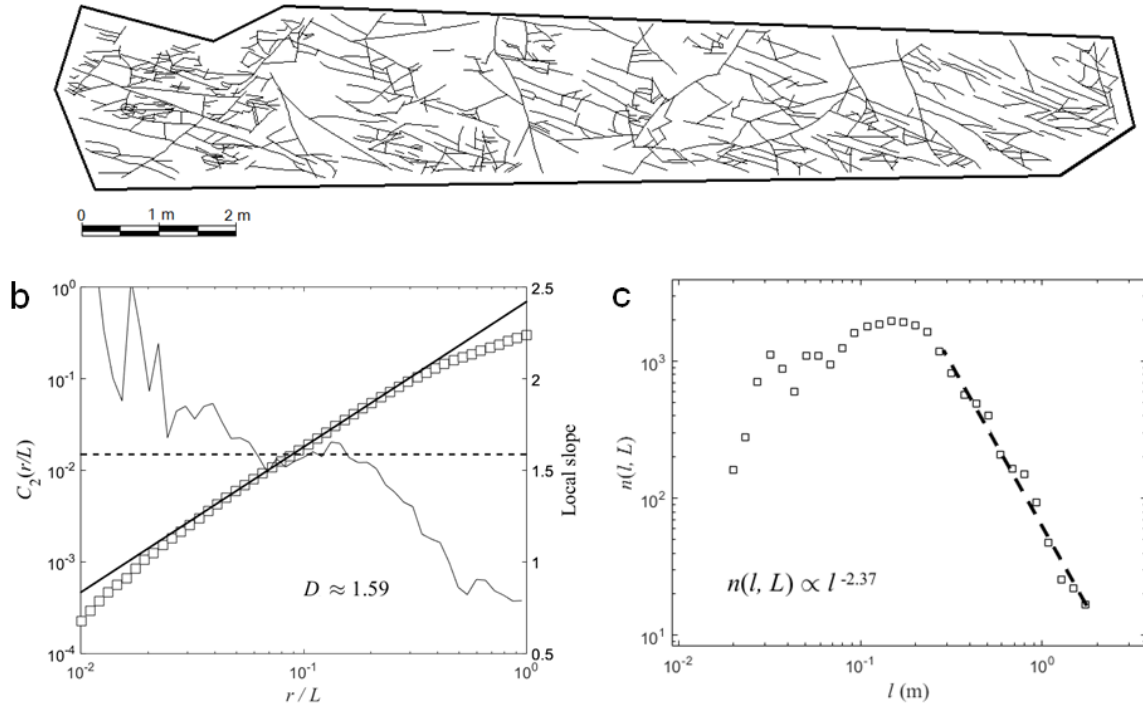 0 1 m 2 m
b
10^0
10^-1
10^-2
10^-3
10^-4
C_2(r/L)
2.5
2
1.5
1
0.5
Local slope
D ≈ 1.59
10^-2 10^-1 10^0
r / L
c
10^3
10^2
10^1
n(l, L)
n(l, L) ∝ l^-2.37
10^-2 10^-1 10^0
l (m)